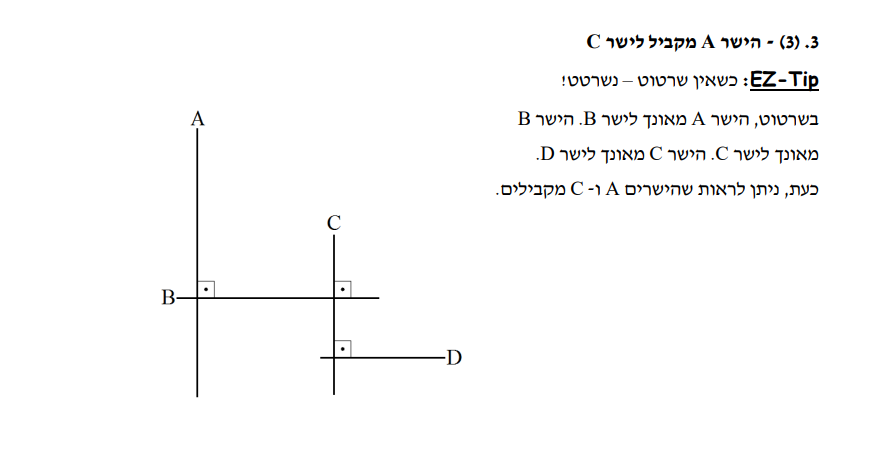 3. (3) - הישר A מקביל לישר C
EZ-Tip: כשאין שרטוט – נשרטט!
בשרטוט, הישר A מאונך לישר B. הישר B
מאונך לישר C. הישר C מאונך לישר D.
כעת, ניתן לראות שהישרים A ו- C מקבילים.
A
C
B
D